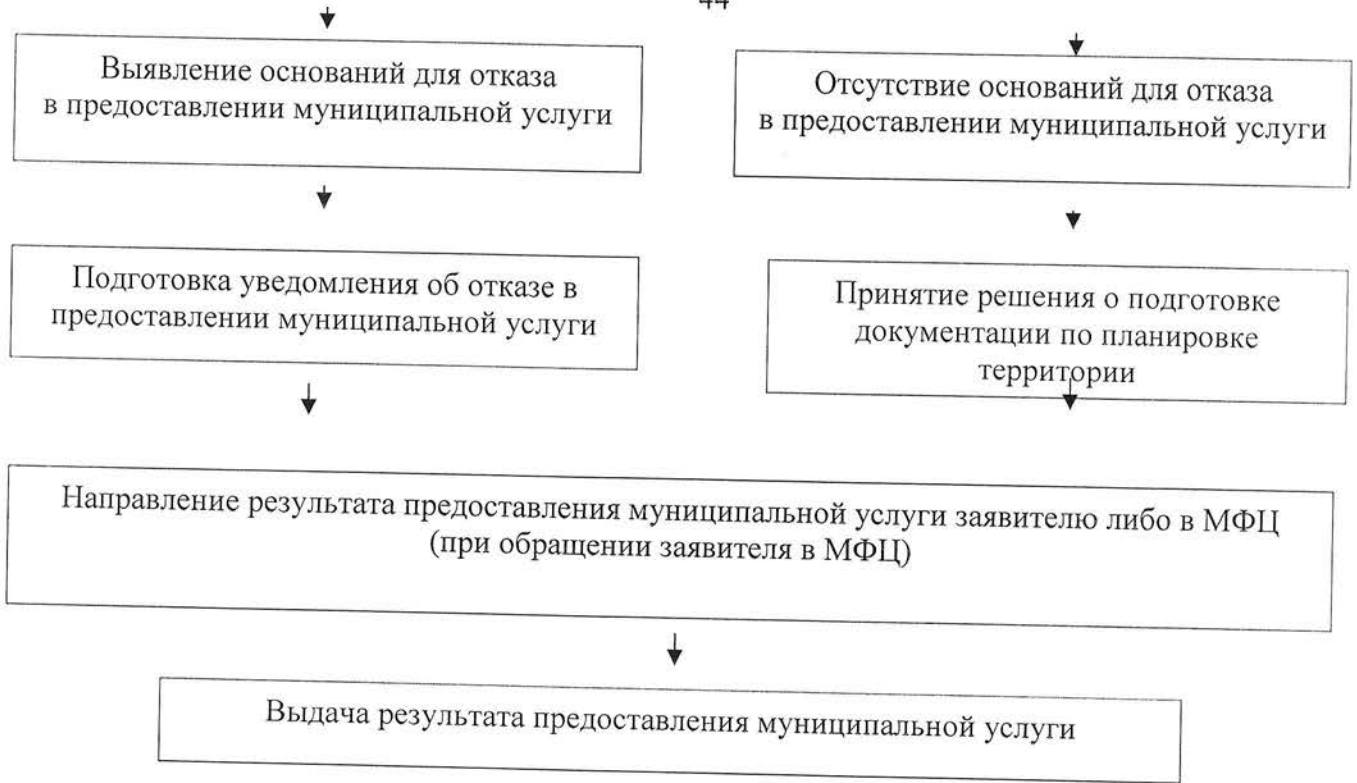 44
Выявление оснований для отказа
в предоставлении муниципальной услуги
Отсутствие оснований для отказа
в предоставлении муниципальной услуги
Подготовка уведомления об отказе в
предоставлении муниципальной услуги
Принятие решения о подготовке
документации по планировке
территории
Направление результата предоставления муниципальной услуги заявителю либо в МФЦ
(при обращении заявителя в МФЦ)
Выдача результата предоставления муниципальной услуги